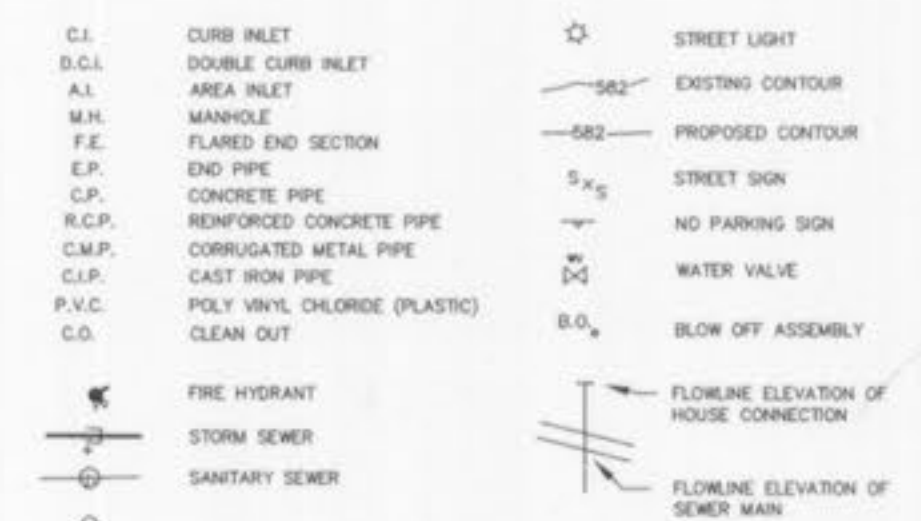 C.I. CURB INLET
D.C.I. DOUBLE CURB INLET
A.I. AREA INLET
M.H. MANHOLE
F.E. FLARED END SECTION
E.P. END PIPE
C.P. CONCRETE PIPE
R.C.P. REINFORCED CONCRETE PIPE
C.M.P. CORRUGATED METAL PIPE
C.I.P. CAST IRON PIPE
P.V.C. POLY VINYL CHLORIDE (PLASTIC)
C.O. CLEAN OUT
FIRE HYDRANT
STORM SEWER
SANITARY SEWER
STREET LIGHT
582 EXISTING CONTOUR
582 PROPOSED CONTOUR
S x S STREET SIGN
NO PARKING SIGN
WV WATER VALVE
B.O. BLOW OFF ASSEMBLY
FLOWLINE ELEVATION OF
HOUSE CONNECTION
FLOWLINE ELEVATION OF
SEWER MAIN